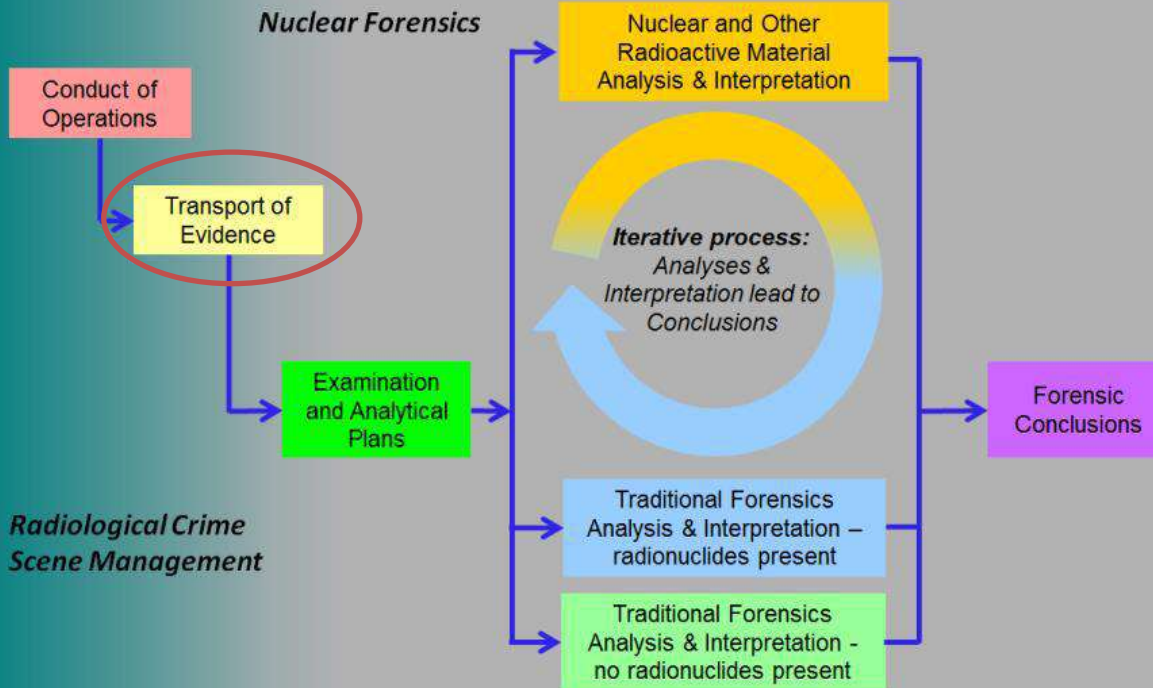 Nuclear Forensics
Conduct of
Operations
Transport of
Evidence
Examination
and Analytical
Plans
Nuclear and Other
Radioactive Material
Analysis & Interpretation
Iterative process:
Analyses &
Interpretation lead to
Conclusions
Traditional Forensics
Analysis & Interpretation –
radionuclides present
Traditional Forensics
Analysis & Interpretation -
no radionuclides present
Forensic
Conclusions
Radiological Crime
Scene Management